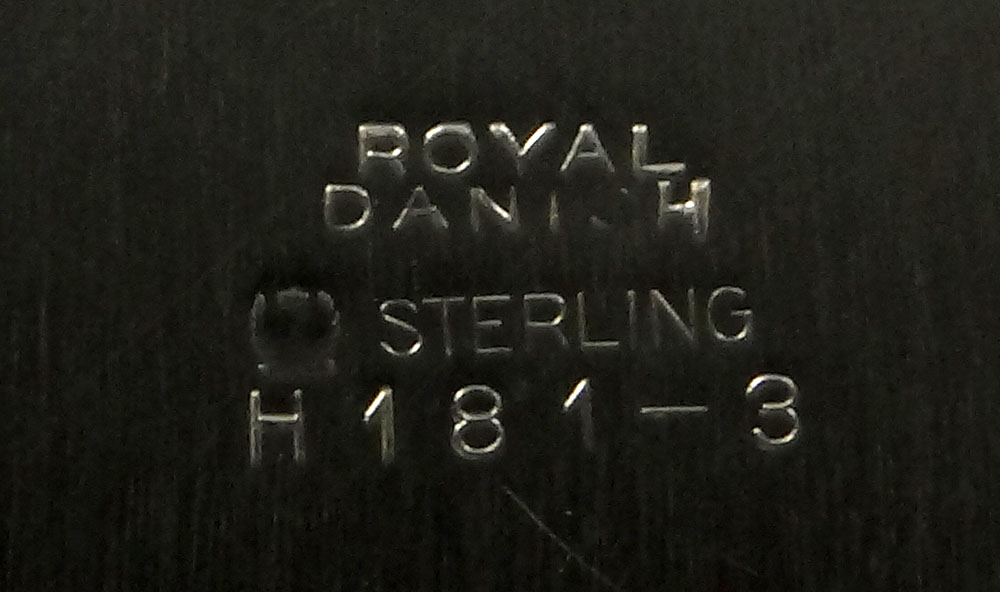 ROYAL
DANISH
STERLING
H181-3